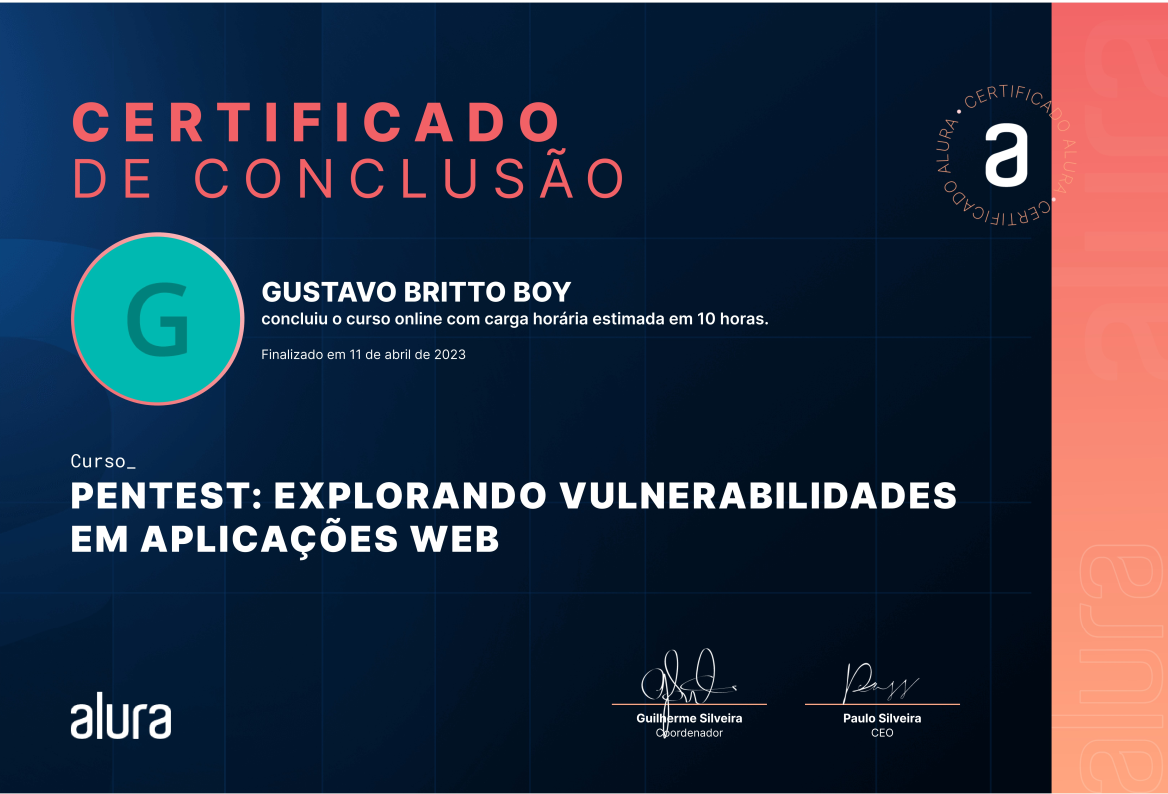 CERTIFICADO
DE CONCLUSÃO
CERTIFICADO ALURA • CERTIFICADO ALURA •
a
G
GUSTAVO BRITTO BOY
concluiu o curso online com carga horária estimada em 10 horas.
Finalizado em 11 de abril de 2023
Curso_
PENTEST: EXPLORANDO VULNERABILIDADES
EM APLICAÇÕES WEB
alura
Guilherme Silveira
Coordenador
Paulo Silveira
CEO
alura
alura